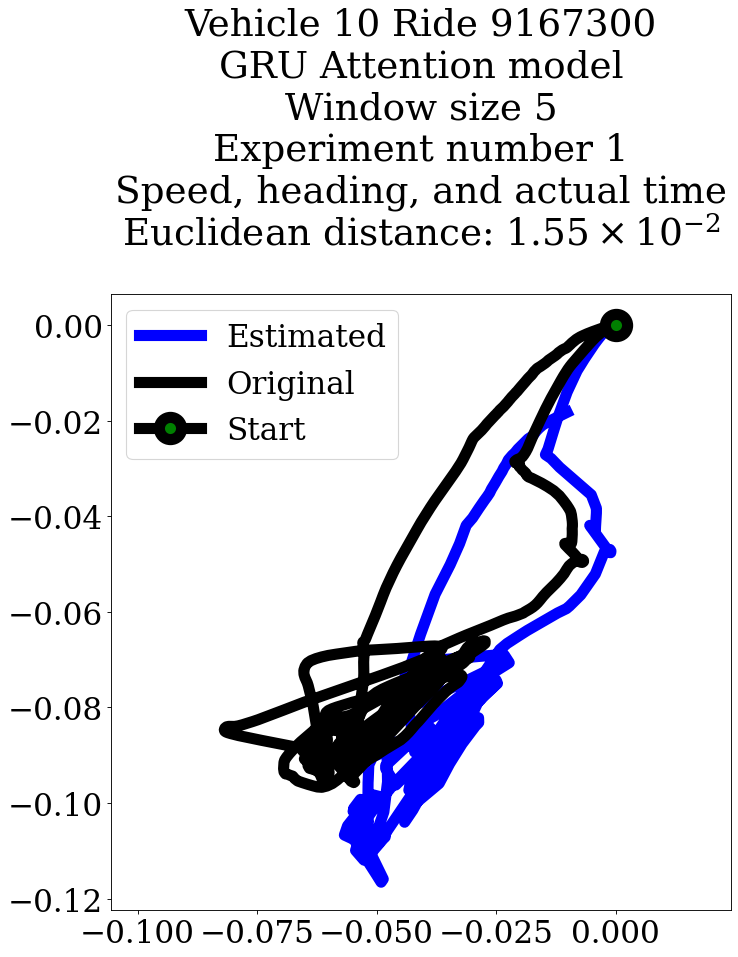 Vehicle 10 Ride 9167300
GRU Attention model
Window size 5
Experiment number 1
Speed, heading, and actual time
Euclidean distance: 1.55 × 10⁻²
Estimated
Original
Start
0.00
−0.02
−0.04
−0.06
−0.08
−0.10
−0.12
−0.100 −0.075 −0.050 −0.025 0.000